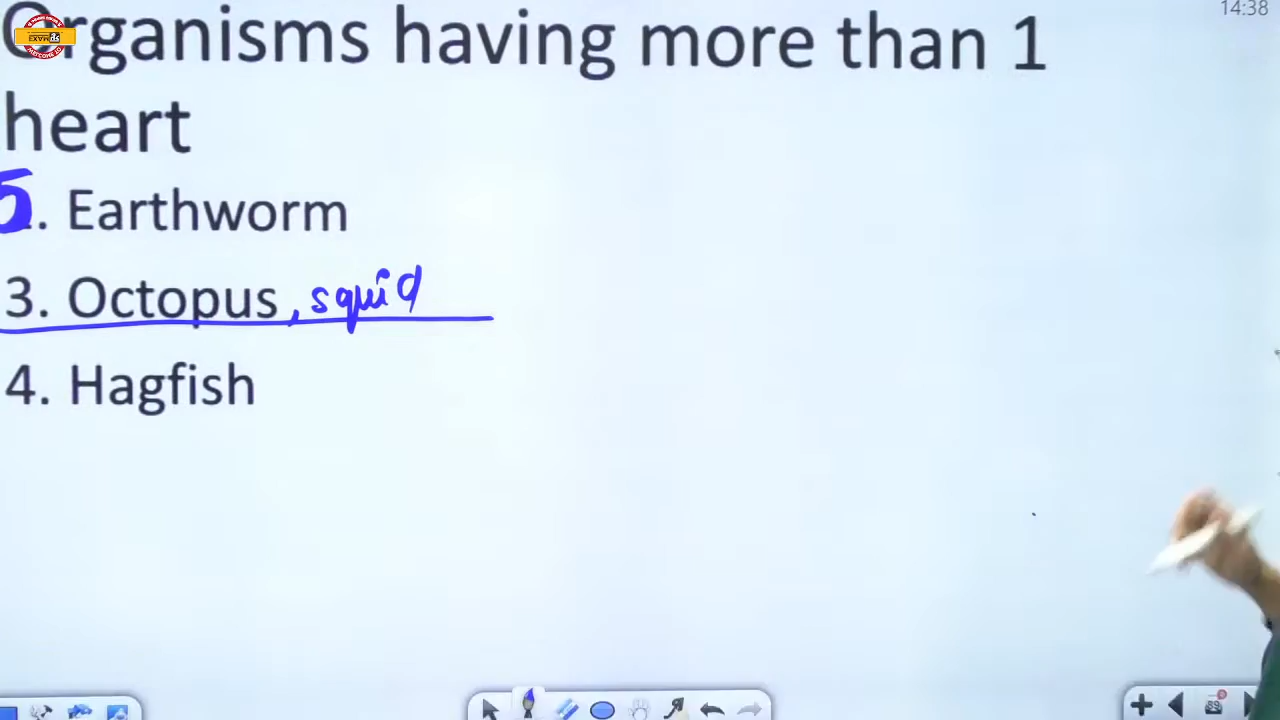 14:38
Organisms having more than 1
heart
5. Earthworm
3. Octopus, squid
4. Hagfish